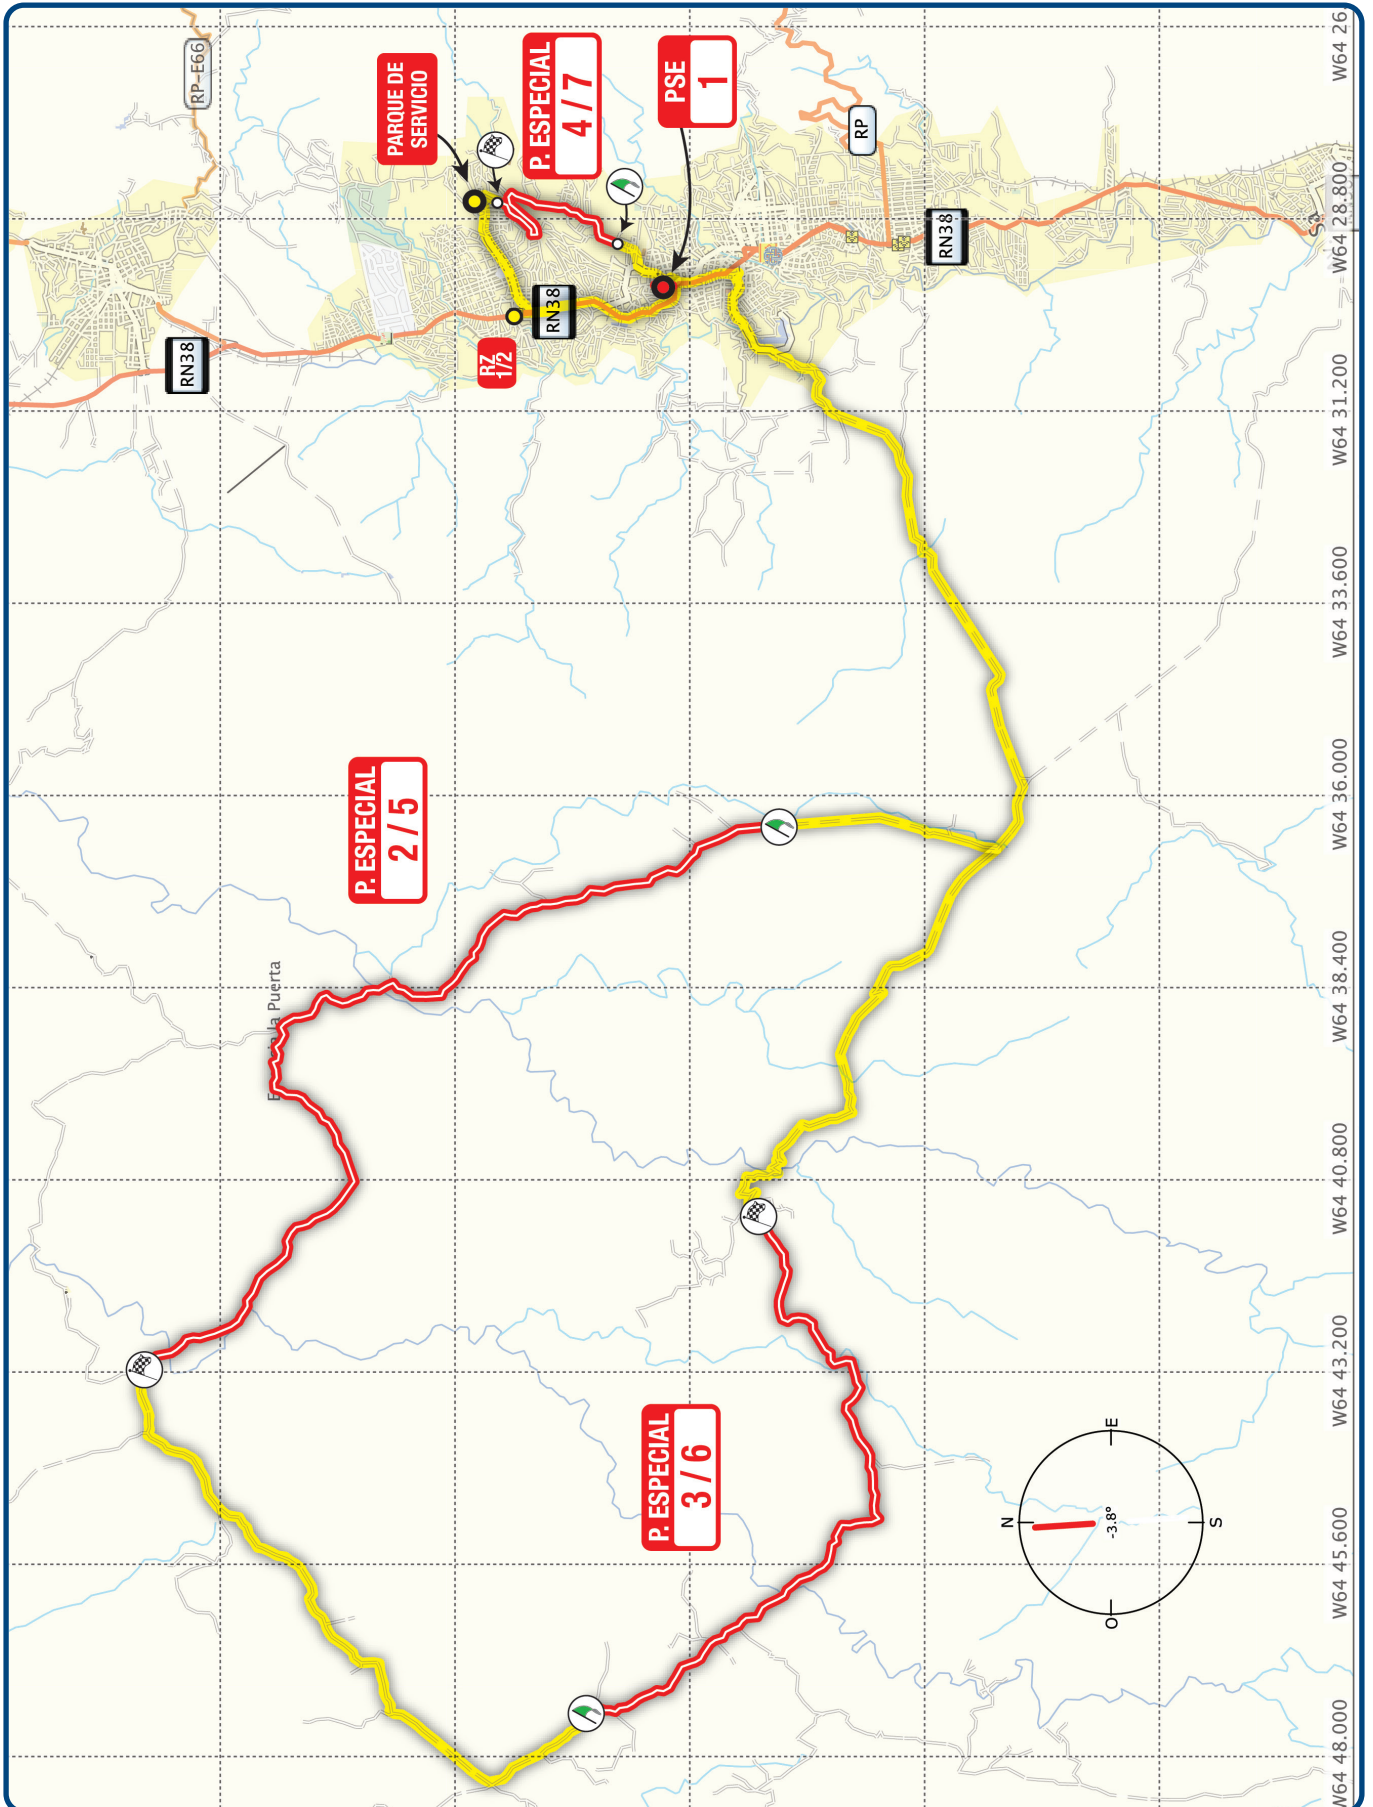 RP-E66
PARQUE DE
SERVICIO
P. ESPECIAL
4 / 7
PSE
1
RP
RN38
RN38
RN38
RZ
1/2
P. ESPECIAL
2 / 5
la Puerta
P. ESPECIAL
3 / 6
N
E
S
O
-3.8°
W64 26
W64 28.800
W64 31.200
W64 33.600
W64 36.000
W64 38.400
W64 40.800
W64 43.200
W64 45.600
W64 48.000